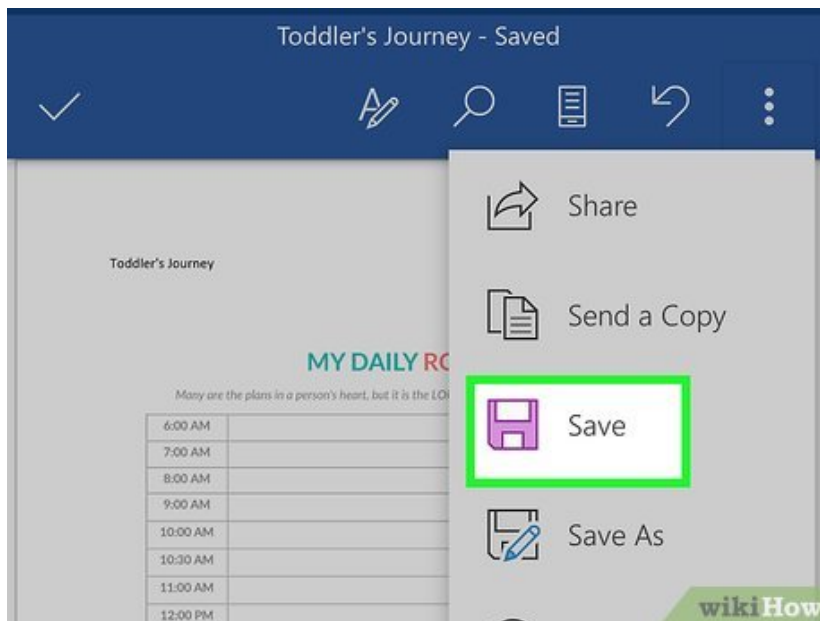 Toddler's Journey - Saved
Share
Toddler's Journey
Send a Copy
MY DAILY
Many are the plans in a person's heart, but it is the
6:00 AM
Save
7:00 AM
8:00 AM
9:00 AM
10:00 AM
Save As
10:30 AM
11:00 AM
12:00 PM
wikiHow